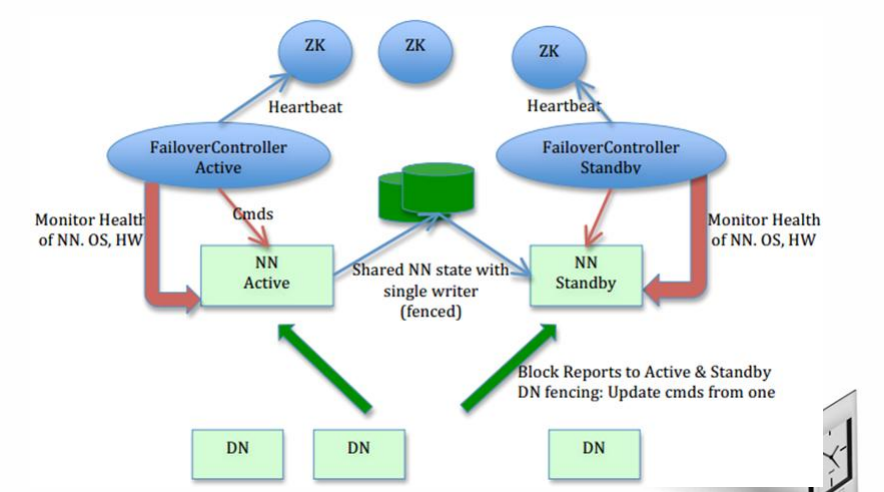 ZK
ZK
ZK
Heartbeat
Heartbeat
FailoverController
Active
FailoverController
Standby
Cmds
Monitor Health
of NN. OS, HW
Monitor Health
of NN. OS, HW
NN
Active
Shared NN state with
single writer
(fenced)
NN
Standby
Block Reports to Active & Standby
DN fencing: Update cmds from one
DN
DN
DN